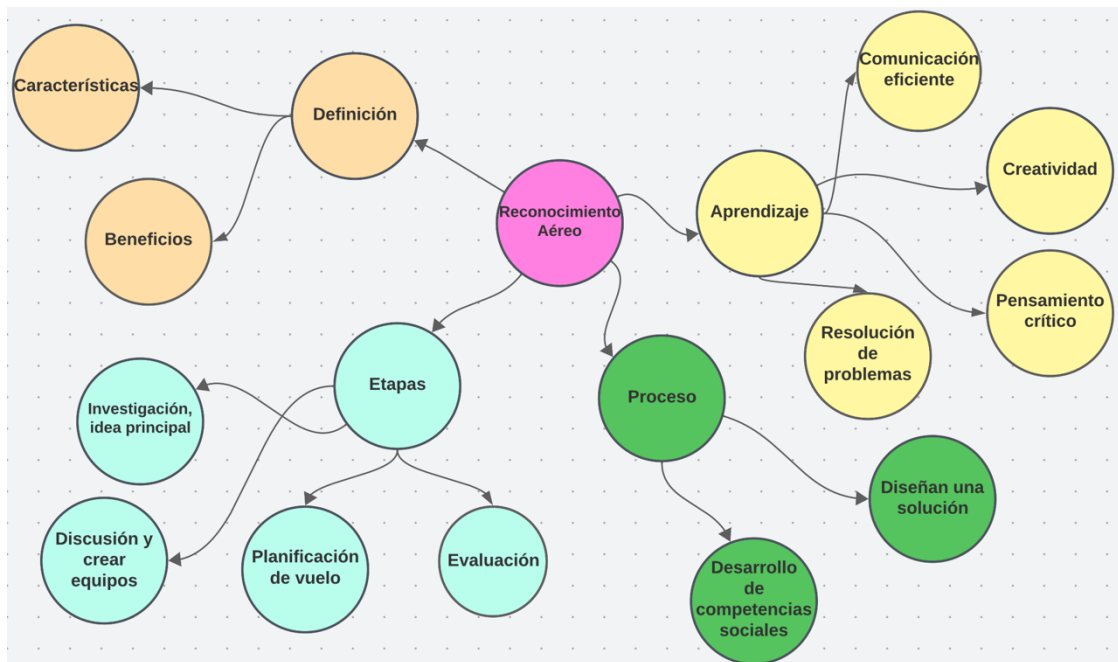 Comunicación
eficiente
Características
Definición
Creatividad
Reconocimiento
Aéreo
Aprendizaje
Beneficios
Pensamiento
crítico
Resolución
de
problemas
Etapas
Proceso
Investigación,
idea principal
Diseñan una
solución
Discusión y
crear
equipos
Planificación
de vuelo
Evaluación
Desarrollo
de
competencias
sociales